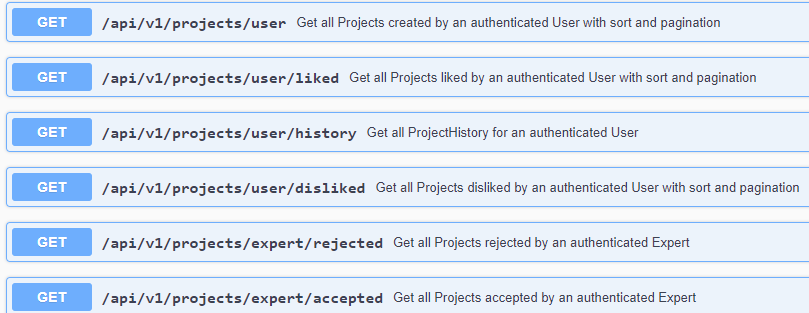 GET /api/v1/projects/user Get all Projects created by an authenticated User with sort and pagination
GET /api/v1/projects/user/liked Get all Projects liked by an authenticated User with sort and pagination
GET /api/v1/projects/user/history Get all ProjectHistory for an authenticated User
GET /api/v1/projects/user/disliked Get all Projects disliked by an authenticated User with sort and pagination
GET /api/v1/projects/expert/rejected Get all Projects rejected by an authenticated Expert
GET /api/v1/projects/expert/accepted Get all Projects accepted by an authenticated Expert